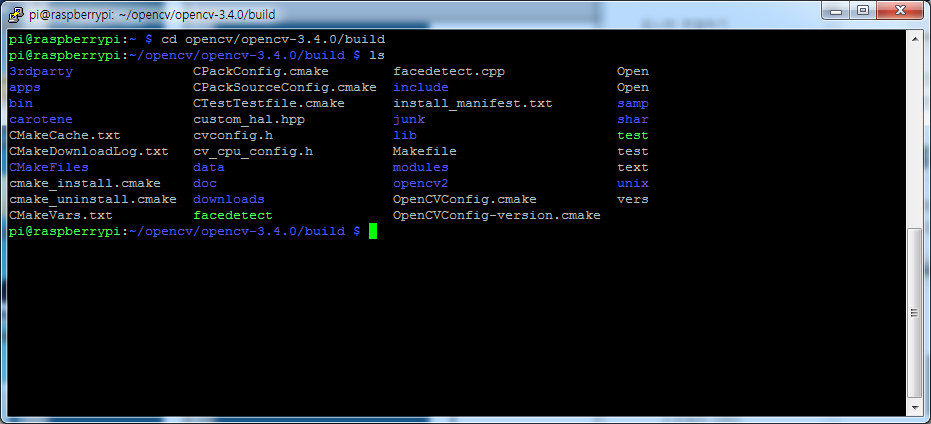 pi@raspberrypi: ~/opencv/opencv-3.4.0/build
pi@raspberrypi:~ $ cd opencv/opencv-3.4.0/build
pi@raspberrypi:~/opencv/opencv-3.4.0/build $ ls
3rdparty CPackConfig.cmake facedetect.cpp Open
apps CPackSourceConfig.cmake include Open
bin CTestTestfile.cmake install_manifest.txt samp
carotene custom_hal.hpp junk shar
CMakeCache.txt cvconfig.h lib test
CMakeDownloadLog.txt cv_cpu_config.h Makefile test
CMakeFiles data modules text
cmake_install.cmake doc opencv2 unix
cmake_uninstall.cmake downloads OpenCVConfig.cmake vers
CMakeVars.txt facedetect OpenCVConfig-version.cmake
pi@raspberrypi:~/opencv/opencv-3.4.0/build $